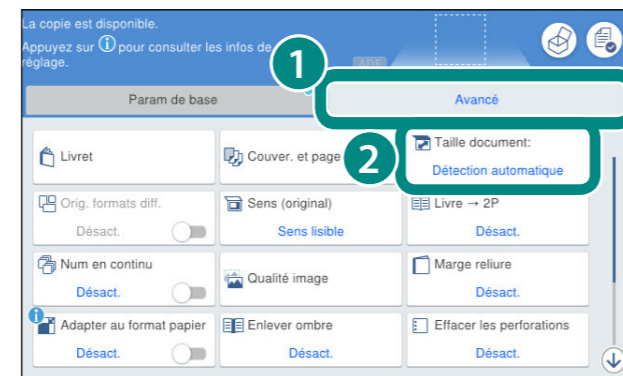 La copie est disponible.
Appuyez sur ⓘ pour consulter les infos de
réglage.
ADF
1
Param de base
Avancé
2
Livret
Couver. et page
Taille document:
Détection automatique
Orig. formats diff.
Désact.
Sens (original)
Sens lisible
Livre → 2P
Désact.
Num en continu
Désact.
Qualité image
Marge reliure
Désact.
Adapter au format papier
Désact.
Enlever ombre
Désact.
Effacer les perforations
Désact.